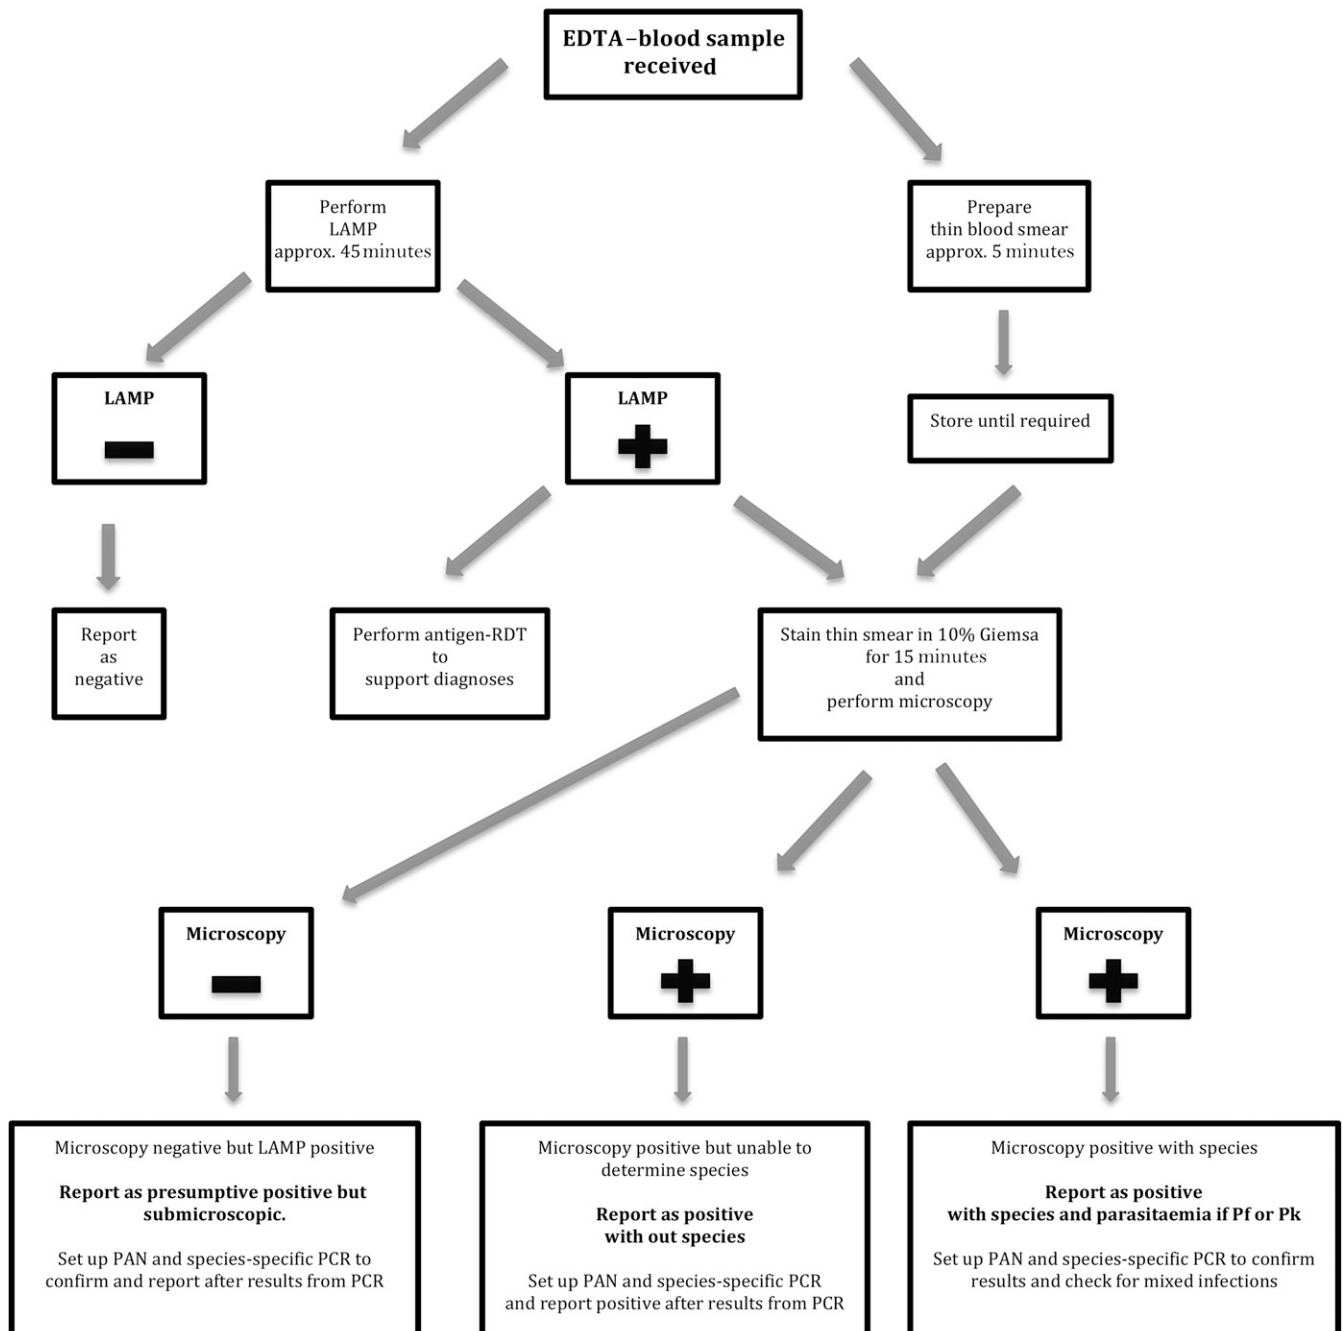 EDTA–blood sample
received
Perform
LAMP
approx. 45 minutes
Prepare
thin blood smear
approx. 5 minutes
LAMP
LAMP
Store until required
Report
as
negative
Perform antigen-RDT
to
support diagnoses
Stain thin smear in 10% Giemsa
for 15 minutes
and
perform microscopy
Microscopy
Microscopy
Microscopy
Microscopy negative but LAMP positive
Report as presumptive positive but
submicroscopic.
Set up PAN and species-specific PCR to
confirm and report after results from PCR
Microscopy positive but unable to
determine species
Report as positive
with out species
Set up PAN and species-specific PCR
and report positive after results from PCR
Microscopy positive with species
Report as positive
with species and parasitaemia if Pf or Pk
Set up PAN and species-specific PCR to confirm
results and check for mixed infections